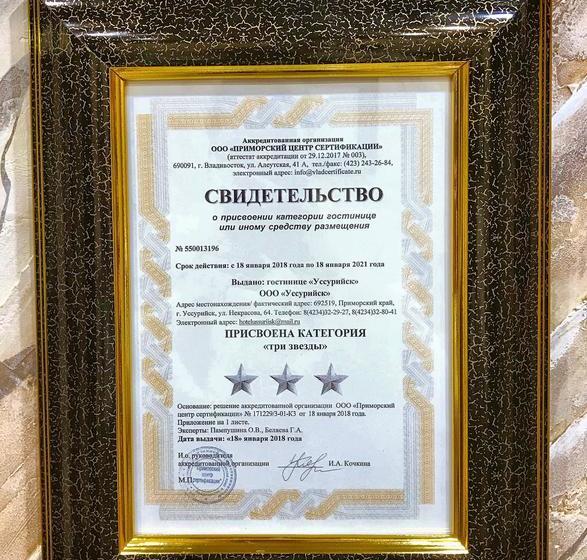 Аккредитованная организация
ООО «ПРИМОРСКИЙ ЦЕНТР СЕРТИФИКАЦИИ»
(аттестат аккредитации от 29.12.2017 № 003),
690091, г. Владивосток, ул. Алеутская, 41 А, тел./факс: (423) 243-26-84,
электронный адрес: info@vladcertificate.ru
СВИДЕТЕЛЬСТВО
о присвоении категории гостинице
или иному средству размещения
№ 550013196
Срок действия: с 18 января 2018 года по 18 января 2021 года
Выдано: гостинице «Уссурийск»
ООО «Уссурийск»
Адрес местонахождения/ фактический адрес: 692519, Приморский край,
г. Уссурийск, ул. Некрасова, 64. Телефон: 8(4234)32-29-27, 8(4234)32-80-41
Электронный адрес: hotelussuriisk@mail.ru
ПРИСВОЕНА КАТЕГОРИЯ
«три звезды»
Основание: решение аккредитованной организации ООО «Приморский
центр сертификации» № 171229/3-01-КЗ от 18 января 2018 года.
Приложение на 1 листе.
Эксперты: Пампушина О.В., Беляева Г.А.
Дата выдачи: «18» января 2018 года
И.о. руководителя
аккредитованной организации И.А. Кочкина
М.П.
"Приморский
центр
сертификации"